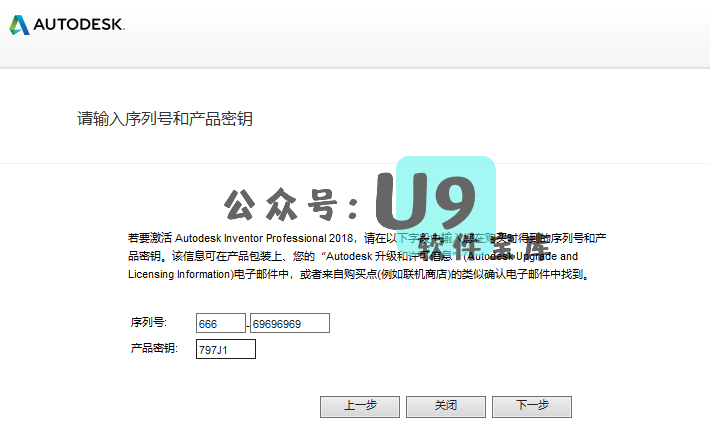 AUTODESK.
请输入序列号和产品密钥
公众号:U9
软件宝库
若要激活 Autodesk Inventor Professional 2018，请在以下字段中输入您在购买时得到的序列号和产
品密钥。该信息可在产品包装上、您的“Autodesk 升级和许可信息”(Autodesk Upgrade and
Licensing Information)电子邮件中，或者来自购买点(例如联机商店)的类似确认电子邮件中找到。
序列号: 666 - 69696969
产品密钥: 797J1
上一步 关闭 下一步